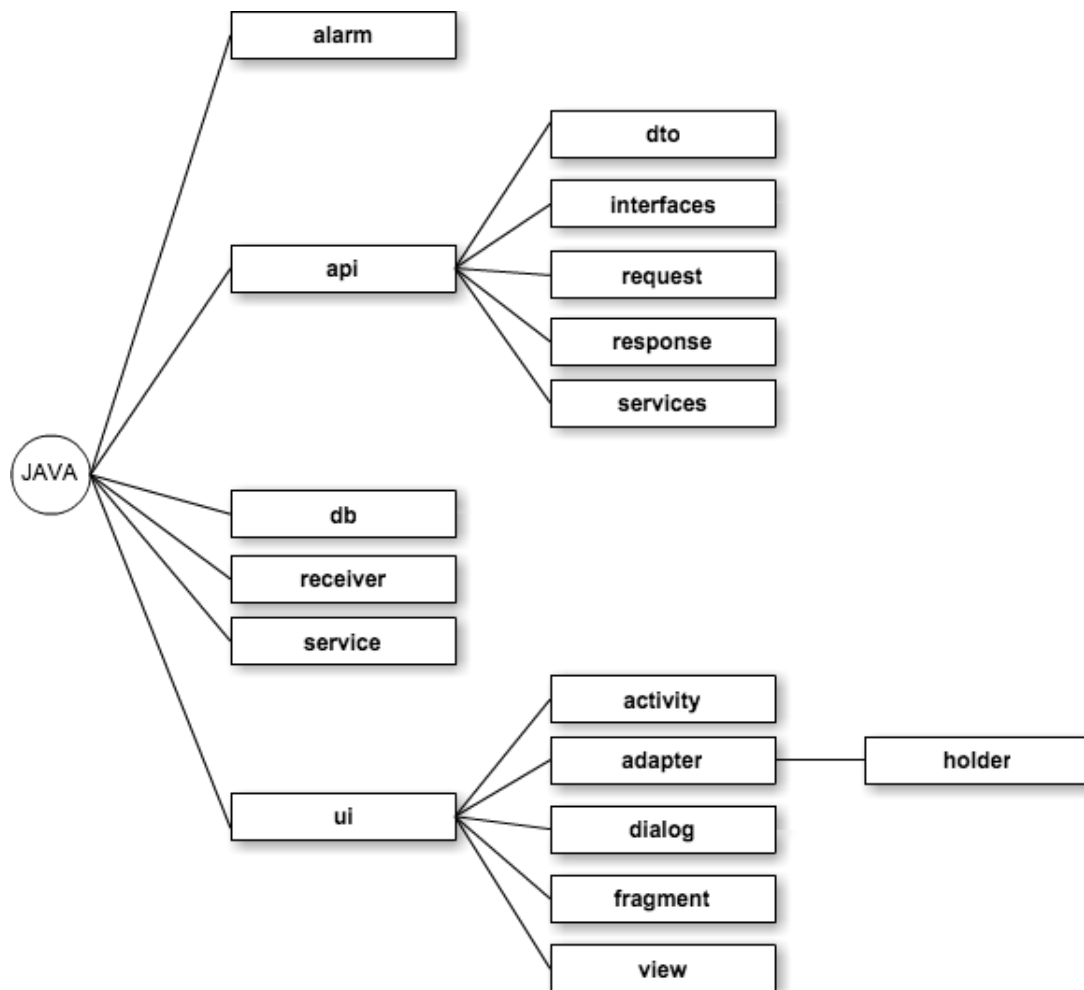 alarm
dto
interfaces
api
request
response
services
JAVA
db
receiver
service
activity
adapter
holder
ui
dialog
fragment
view